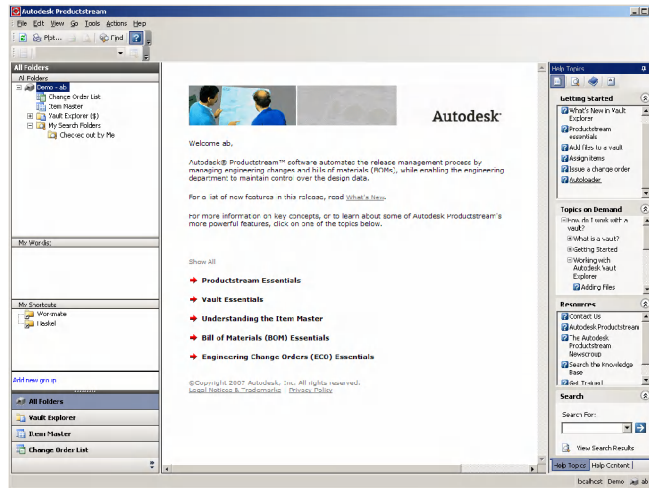 Autodesk Productstream
File Edit View Go Tools Actions Help
Plot... Find
All Folders
All Folders
Demo - ab
Change Order List
Item Master
Vault Explorer ($)
My Search Folders
Checked out by Me
My Worlds:
My Shortcuts
Workmate
Haskel
Add new group
All Folders
Vault Explorer
Item Master
Change Order List
Autodesk
Welcome ab,
Autodesk® Productstream™ software automates the release management process by
managing engineering changes and bills of materials (BOMs), while enabling the engineering
department to maintain control over the design data.
For a list of new features in this release, read What's New.
For more information on key concepts, or to learn about some of Autodesk Productstream's
more powerful features, click on one of the topics below.
Show All
Productstream Essentials
Vault Essentials
Understanding the Item Master
Bill of Materials (BOM) Essentials
Engineering Change Orders (ECO) Essentials
©Copyright 2007 Autodesk, Inc. All rights reserved.
Legal Notices & Trademarks Privacy Policy
Help Topics
Getting Started
What's New in Vault
Explorer
Productstream
essentials
Add files to a vault
Assign items
Issue a change order
Autoloader
Topics on Demand
How do I work with a
vault?
What is a vault?
Getting Started
Working with
Autodesk Vault
Explorer
Adding Files
Resources
Contact Us
Autodesk Productstream
The Autodesk
Productstream
Newsgroup
Search the Knowledge
Base
Get Trained
Search
Search For:
View Search Results
Help Topics Help Content
localhost Demo ab